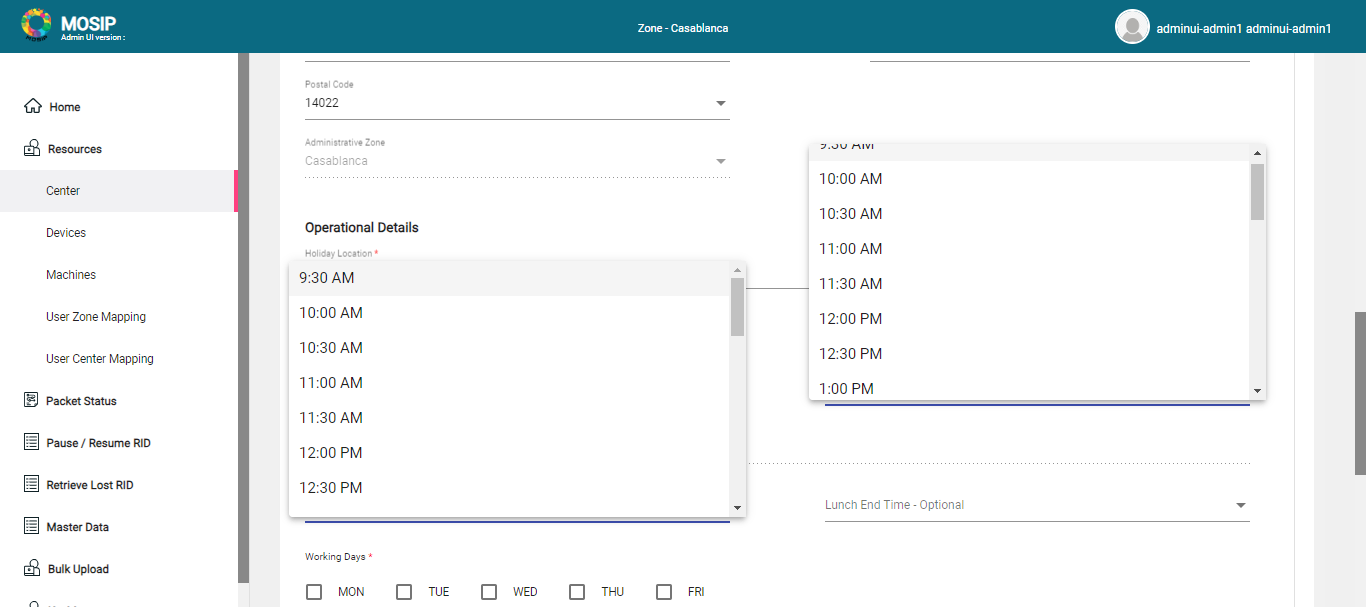 MOSIP
Admin UI version :
Zone - Casablanca
adminui-admin1 adminui-admin1
Home
Resources
Center
Devices
Machines
User Zone Mapping
User Center Mapping
Packet Status
Pause / Resume RID
Retrieve Lost RID
Master Data
Bulk Upload
Postal Code
14022
Administrative Zone
Casablanca
Operational Details
Holiday Location *
9:30 AM
10:00 AM
10:30 AM
11:00 AM
11:30 AM
12:00 PM
12:30 PM
9:30 AM
10:00 AM
10:30 AM
11:00 AM
11:30 AM
12:00 PM
12:30 PM
1:00 PM
Lunch End Time - Optional
Working Days *
MON TUE WED THU FRI